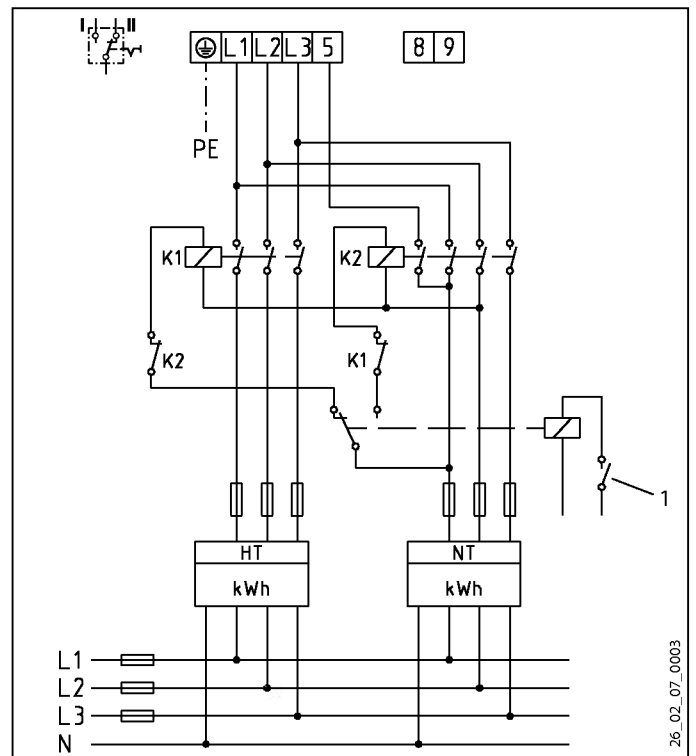 I II
L1 L2 L3 5 8 9
PE
K1 K2
K2 K1
1
HT NT
kWh kWh
L1
L2
L3
N
26_02_07_0003